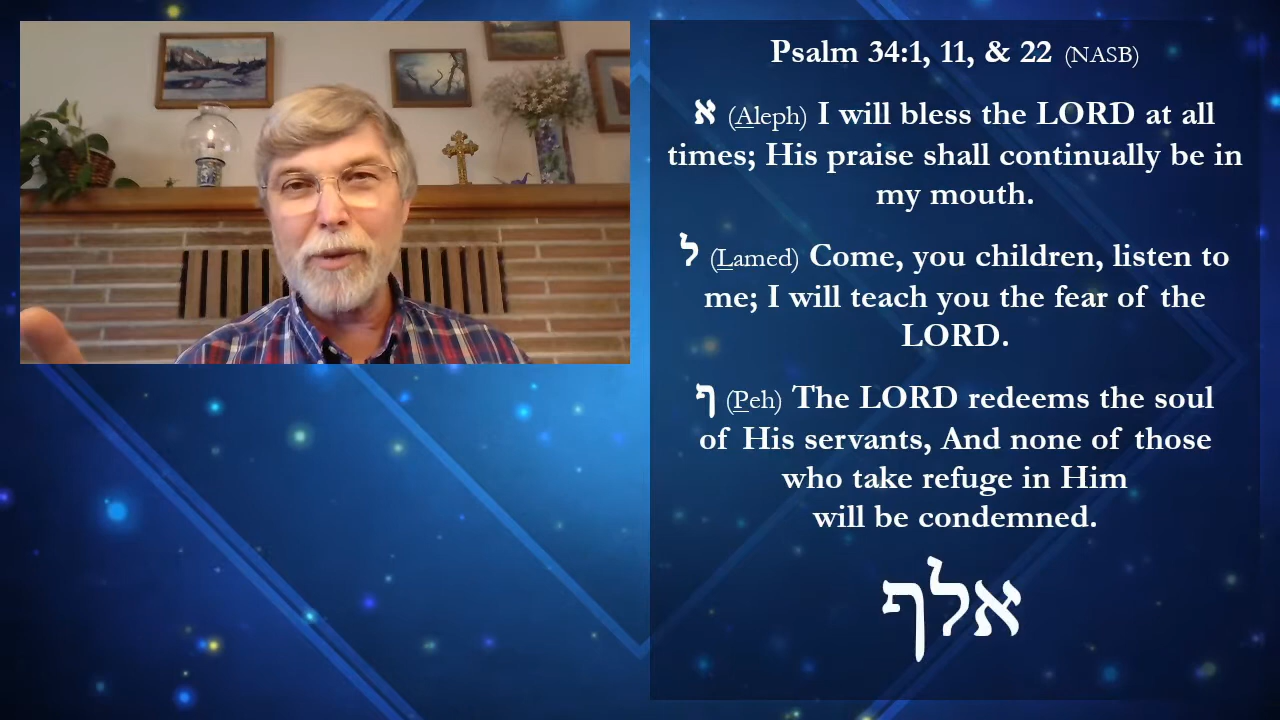 Psalm 34:1, 11, & 22 (NASB)
א (Aleph) I will bless the LORD at all
times; His praise shall continually be in
my mouth.
ל (Lamed) Come, you children, listen to
me; I will teach you the fear of the
LORD.
ף (Peh) The LORD redeems the soul
of His servants, And none of those
who take refuge in Him
will be condemned.
אלף